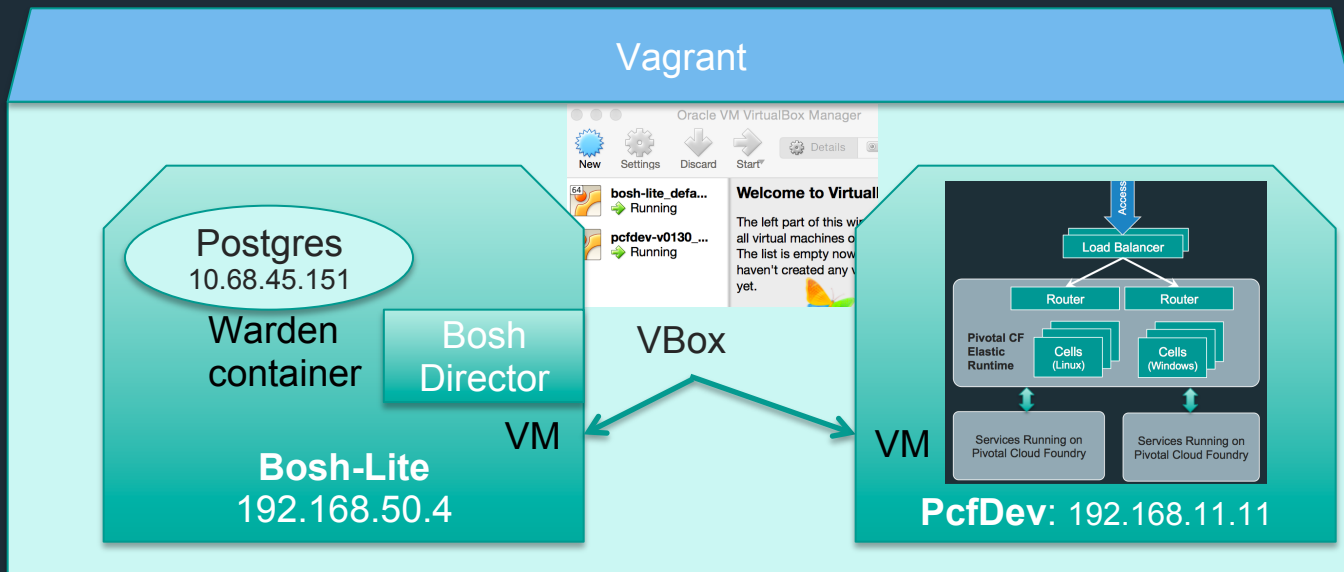 Vagrant
Oracle VM VirtualBox Manager
New
Settings
Discard
Start
Details
64
bosh-lite_defa...
Running
pcfdev-v0130_...
Running
Welcome to Virtual
The left part of this
all virtual machines o
The list is empty now
haven't created any
yet.
Postgres
10.68.45.151
Warden
container
Bosh
Director
VM
Bosh-Lite
192.168.50.4
VBox
VM
Access
Load Balancer
Router
Router
Pivotal CF
Elastic
Runtime
Cells
(Linux)
Cells
(Windows)
Services Running on
Pivotal Cloud Foundry
Services Running on
Pivotal Cloud Foundry
PcfDev: 192.168.11.11